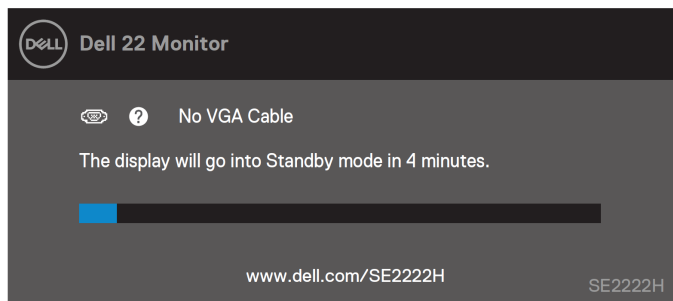 DELL
Dell 22 Monitor
? No VGA Cable
The display will go into Standby mode in 4 minutes.
www.dell.com/SE2222H
SE2222H